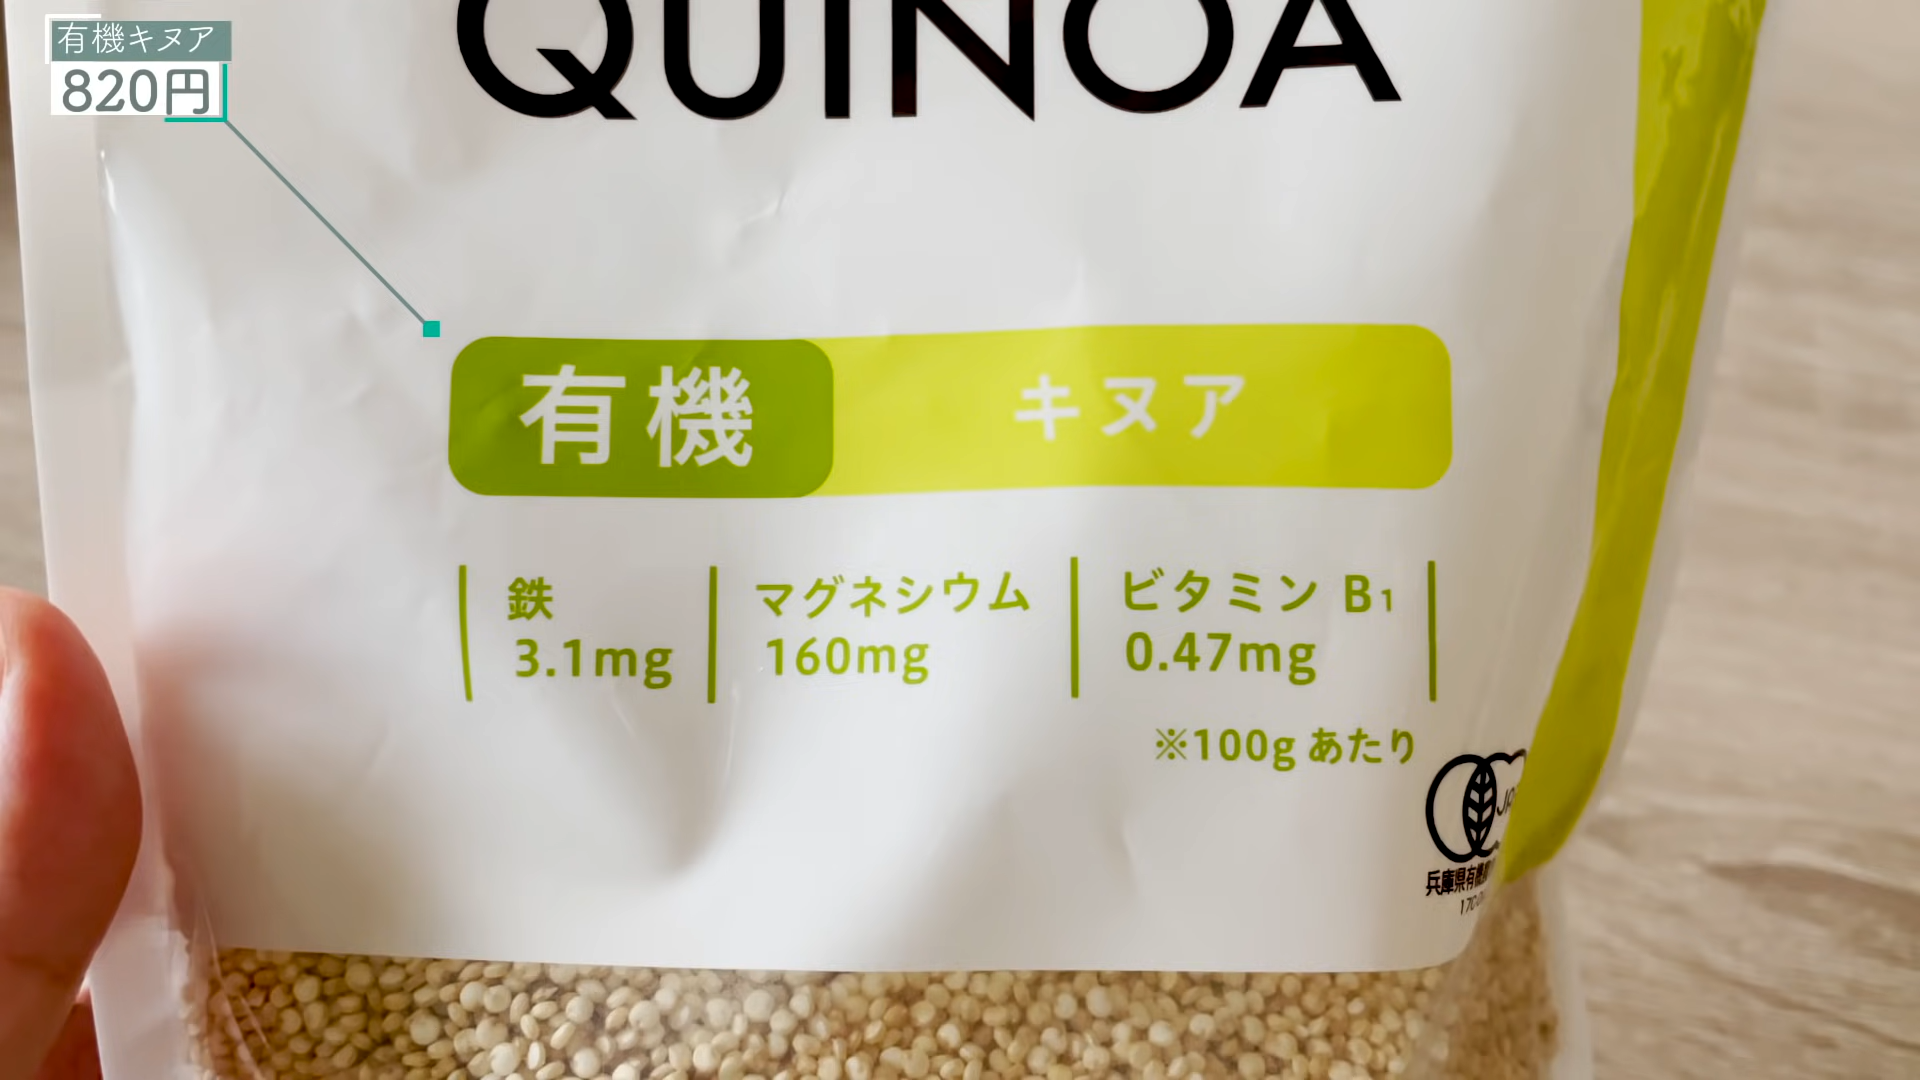 有機キヌア
820円
QUINOA
有機 キヌア
鉄
3.1mg
マグネシウム
160mg
ビタミン B₁
0.47mg
※100g あたり
兵庫県有機